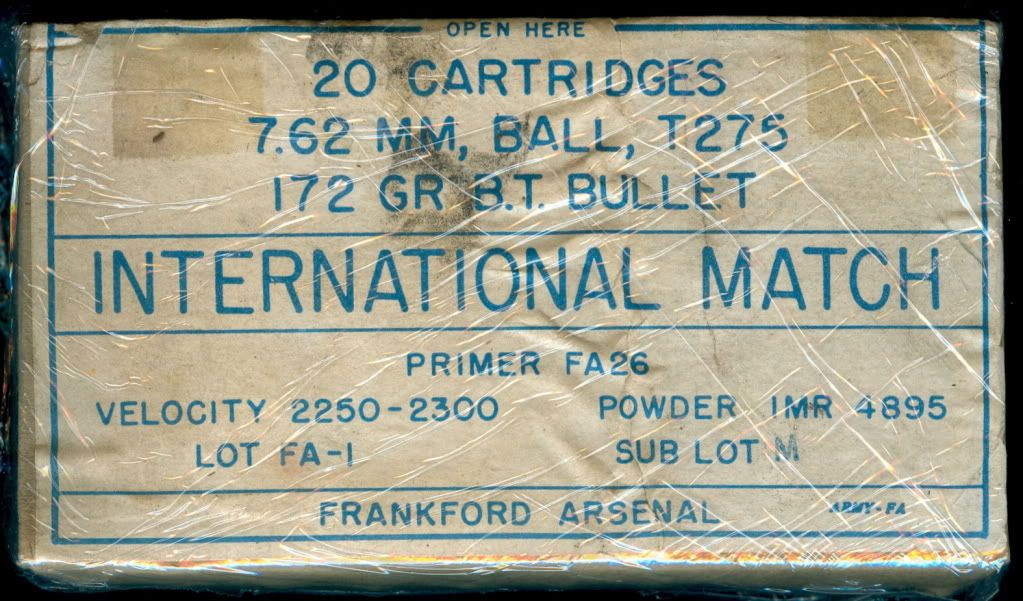 OPEN HERE
20 CARTRIDGES
7.62 MM, BALL, T275
172 GR B.T. BULLET
INTERNATIONAL MATCH
PRIMER FA26
VELOCITY 2250-2300 POWDER IMR 4895
LOT FA-1 SUB LOT M
FRANKFORD ARSENAL ARMY-FA